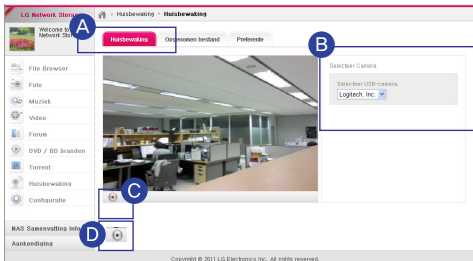 LG Network Storage
Huisbewaking > Huisbewaking
Welcome to
Network Stor
A
Huisbewaking
Opgenomen bestand
Preferente
B
Selecteer Camera
Selecteer USB-camera.
Logitech, Inc.
File Browser
Foto
Muziek
Video
Forum
DVD / BD branden
Torrent
Huisbewaking
Configuratie
C
NAS Samenvatting Info
D
Aankondising
Copyright © 2011 LG Electronics Inc. All rights reserved.